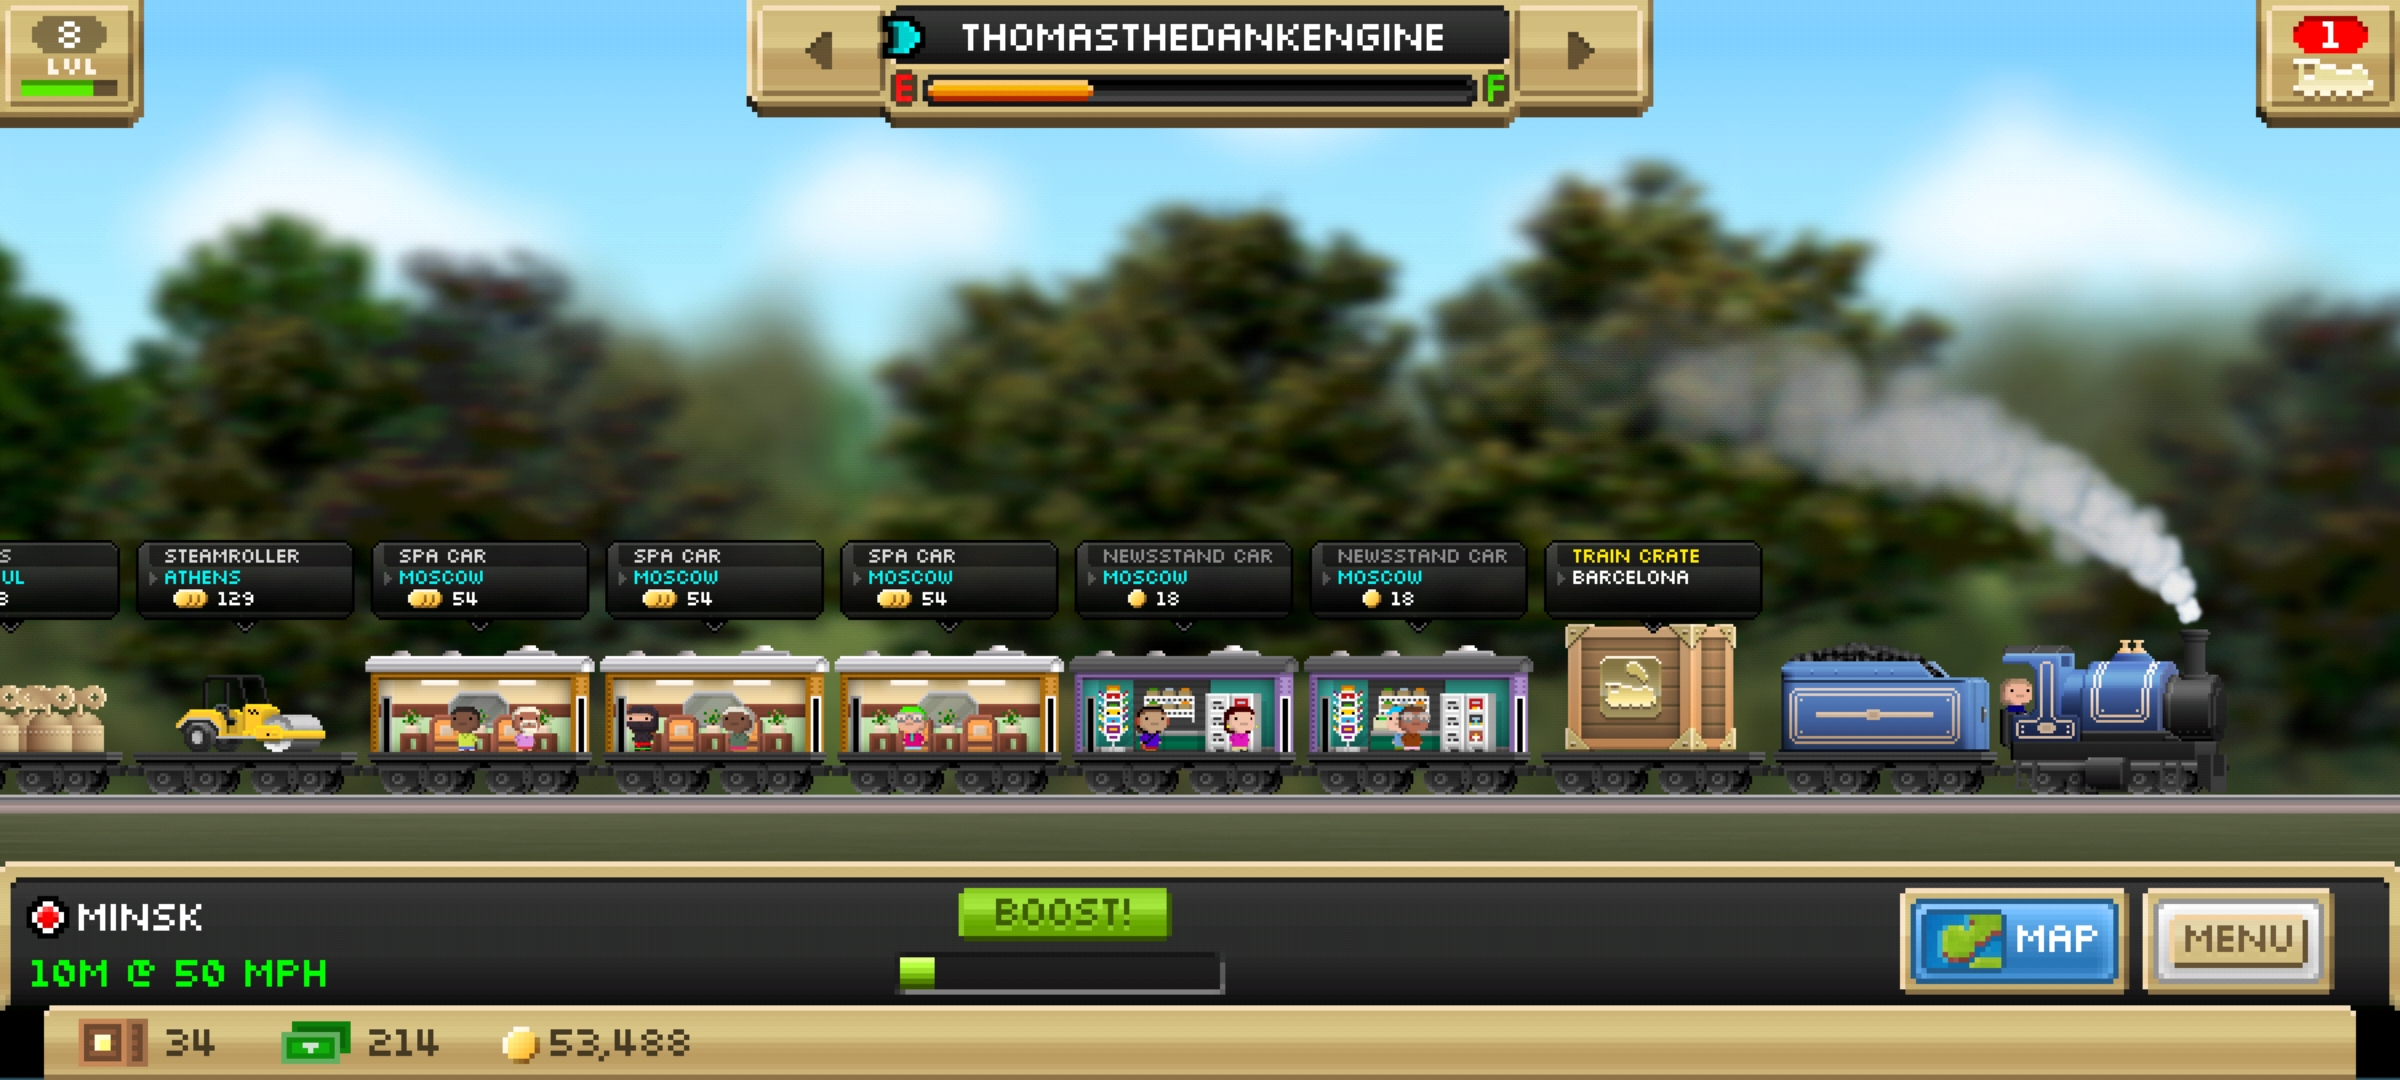 8
LVL
THOMASTHEDANKENGINE
E F
1
STEAMROLLER
ATHENS
129
SPA CAR
MOSCOW
54
SPA CAR
MOSCOW
54
SPA CAR
MOSCOW
54
NEWSSTAND CAR
MOSCOW
18
NEWSSTAND CAR
MOSCOW
18
TRAIN CRATE
BARCELONA
MINSK
10M @ 50 MPH
BOOST!
MAP
MENU
34
214
53,488